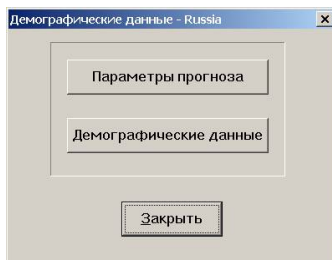 Демографические данные - Russia
Параметры прогноза
Демографические данные
Закрыть